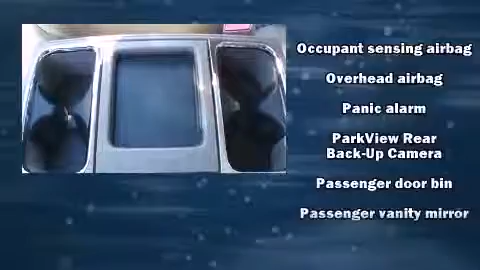 Occupant sensing airbag
Overhead airbag
Panic alarm
ParkView Rear
Back-Up Camera
Passenger door bin
Passenger vanity mirror